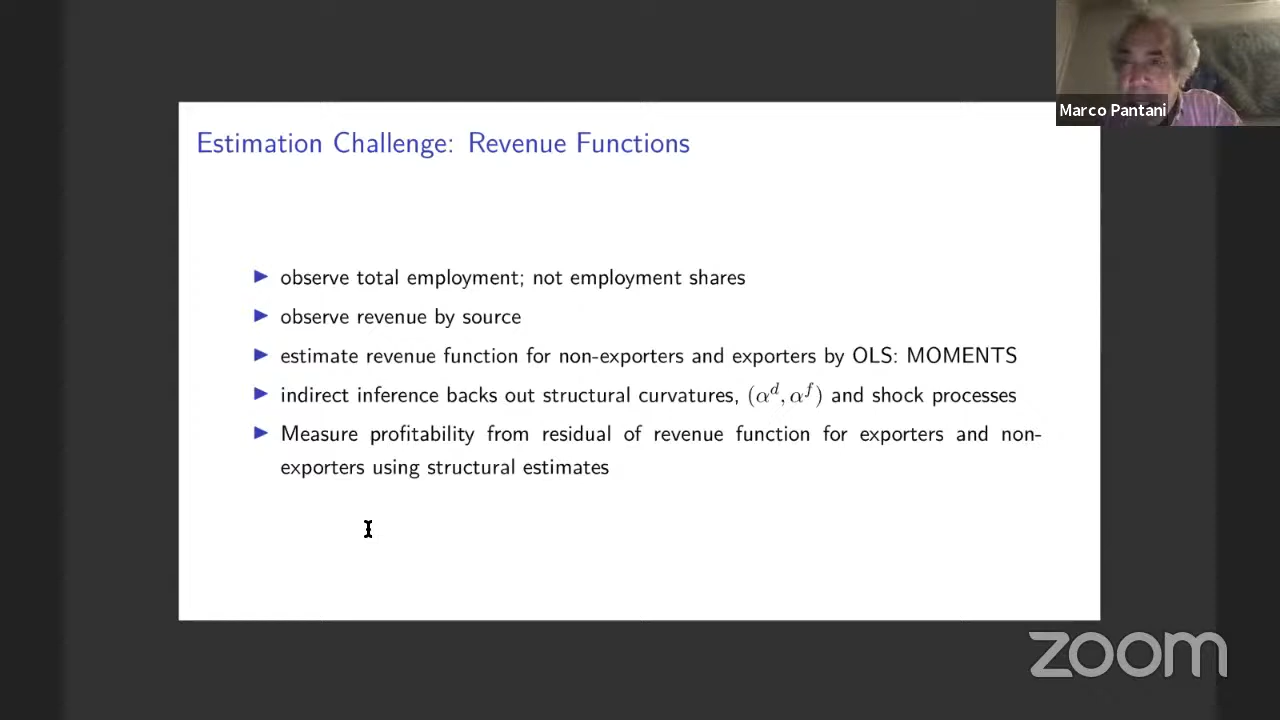 Marco Pantani
Estimation Challenge: Revenue Functions
▶ observe total employment; not employment shares
▶ observe revenue by source
▶ estimate revenue function for non-exporters and exporters by OLS: MOMENTS
▶ indirect inference backs out structural curvatures, (α^d, α^f) and shock processes
▶ Measure profitability from residual of revenue function for exporters and non-
exporters using structural estimates
zoom